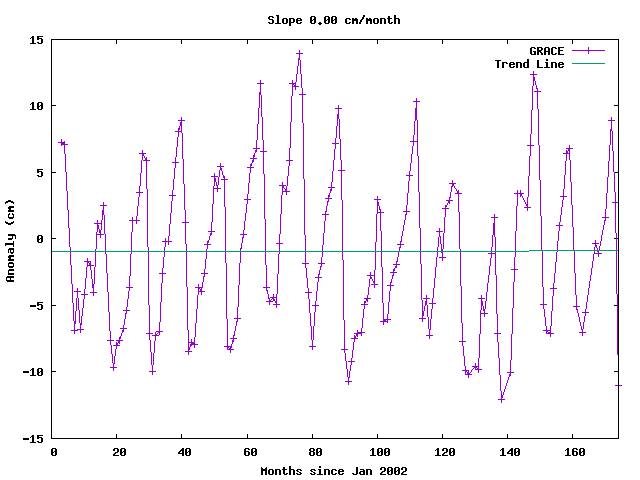 Slope 0.00 cm/month
GRACE
Trend Line
15
10
5
0
-5
-10
-15
Anomaly (cm)
0 20 40 60 80 100 120 140 160
Months since Jan 2002